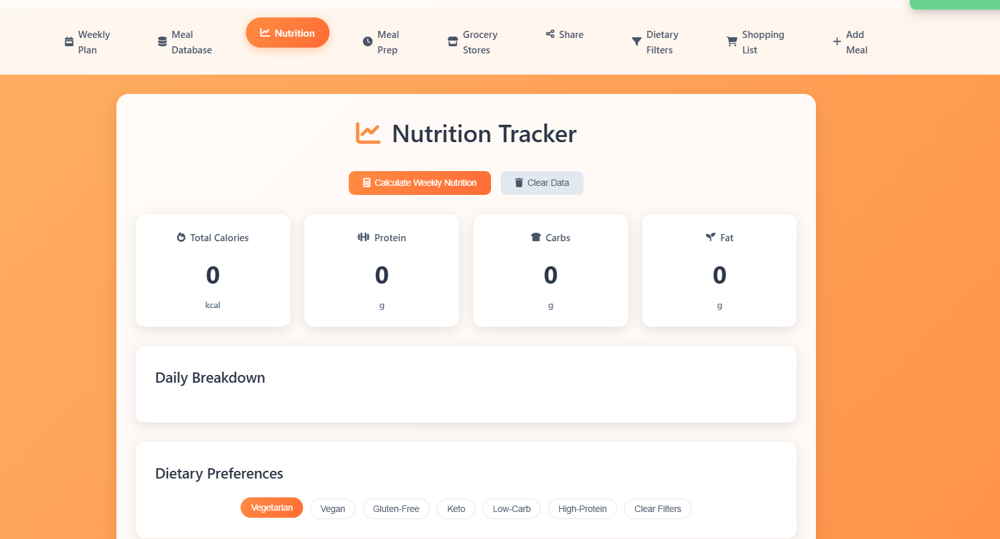 Weekly
Plan
Meal
Database
Nutrition
Meal
Prep
Grocery
Stores
Share
Dietary
Filters
Shopping
List
Add
Meal
Nutrition Tracker
Calculate Weekly Nutrition
Clear Data
Total Calories
0
kcal
Protein
0
g
Carbs
0
g
Fat
0
g
Daily Breakdown
Dietary Preferences
Vegetarian
Vegan
Gluten-Free
Keto
Low-Carb
High-Protein
Clear Filters